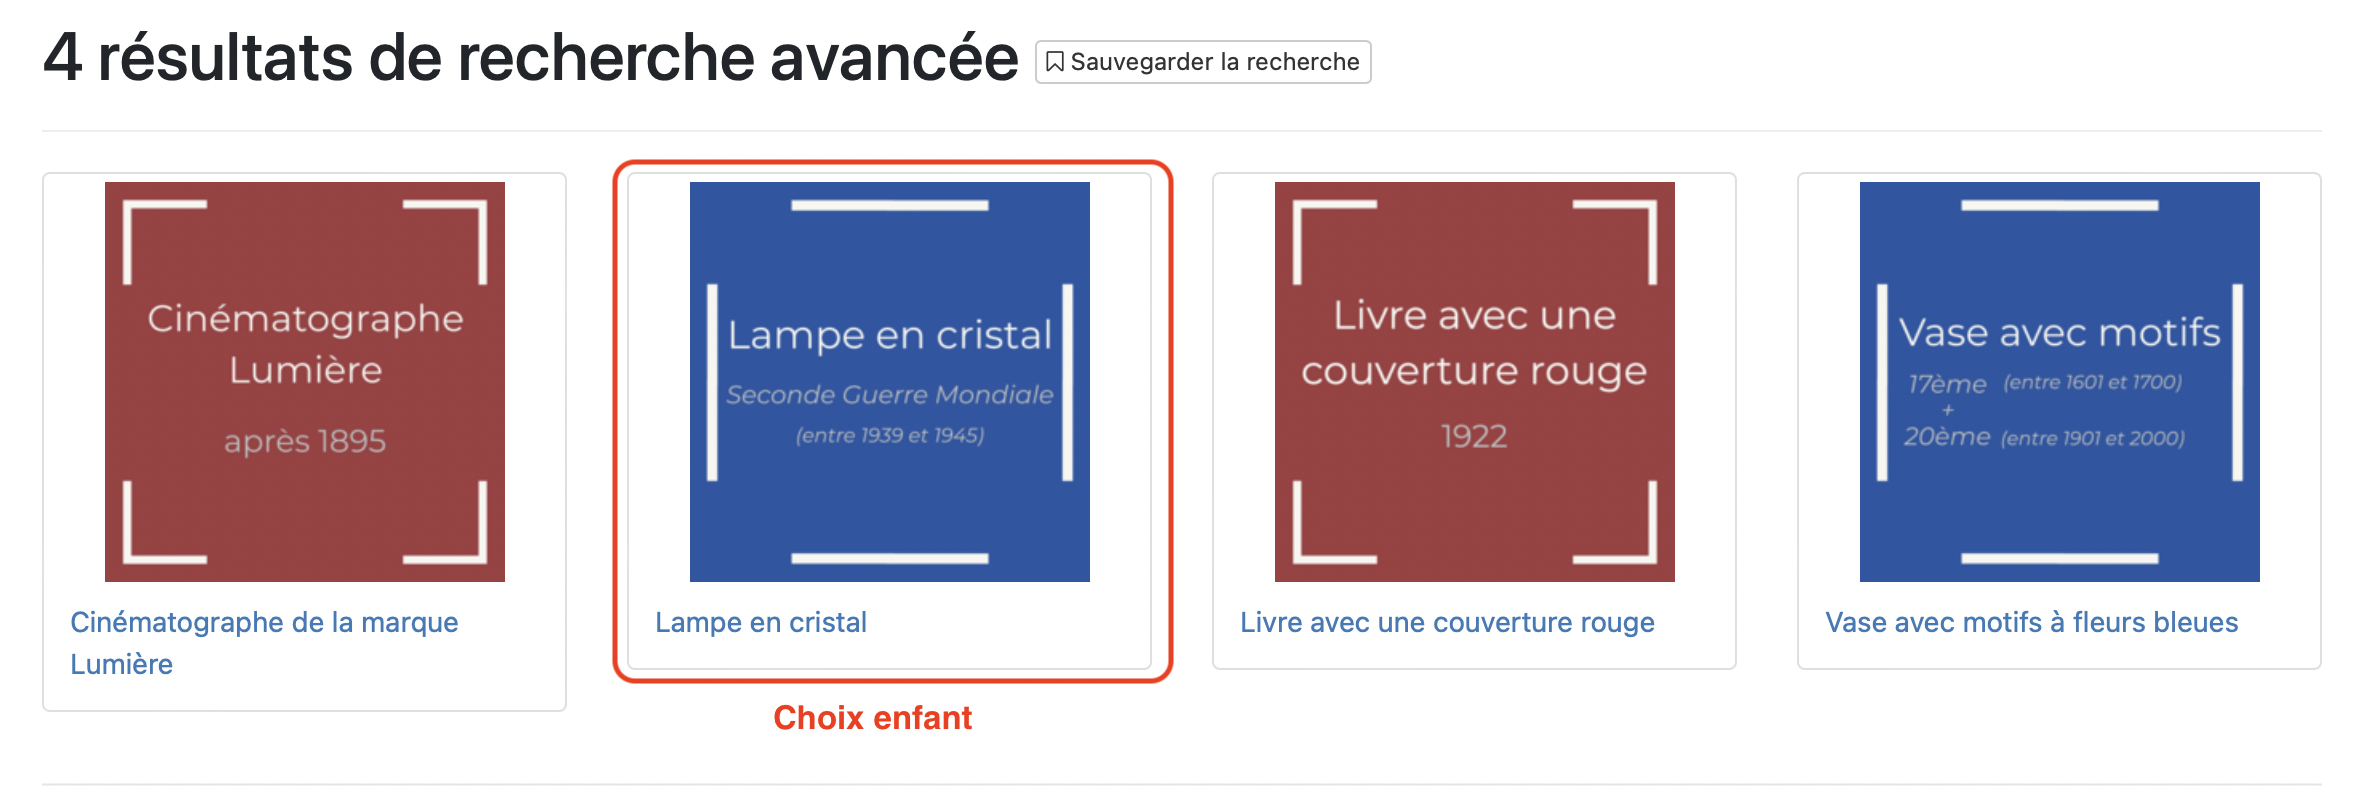 4 résultats de recherche avancée
Sauvegarder la recherche
Cinématographe
Lumière
après 1895
Cinématographe de la marque
Lumière
Lampe en cristal
Seconde Guerre Mondiale
(entre 1939 et 1945)
Lampe en cristal
Choix enfant
Livre avec une
couverture rouge
1922
Livre avec une couverture rouge
Vase avec motifs
17ème (entre 1601 et 1700)
+
20ème (entre 1901 et 2000)
Vase avec motifs à fleurs bleues